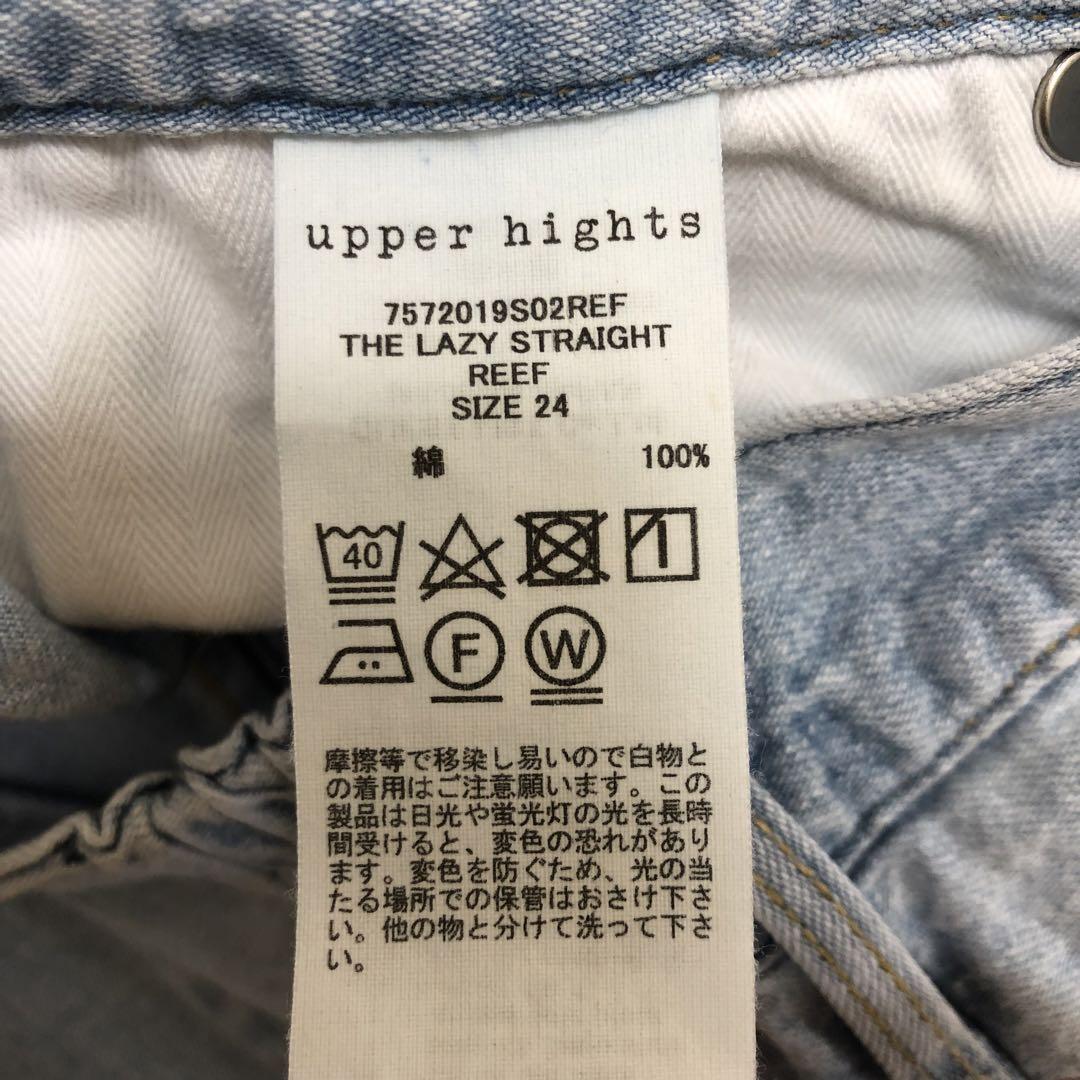 upper hights
7572019S02REF
THE LAZY STRAIGHT
REEF
SIZE 24
綿 100%
40
F W
摩擦等で移染し易いので白物と
の着用はご注意願います。この
製品は日光や蛍光灯の光を長時
間受けると、変色の恐れがあり
ます。変色を防ぐため、光の当
たる場所での保管はおさけ下さ
い。他の物と分けて洗って下さ
い。